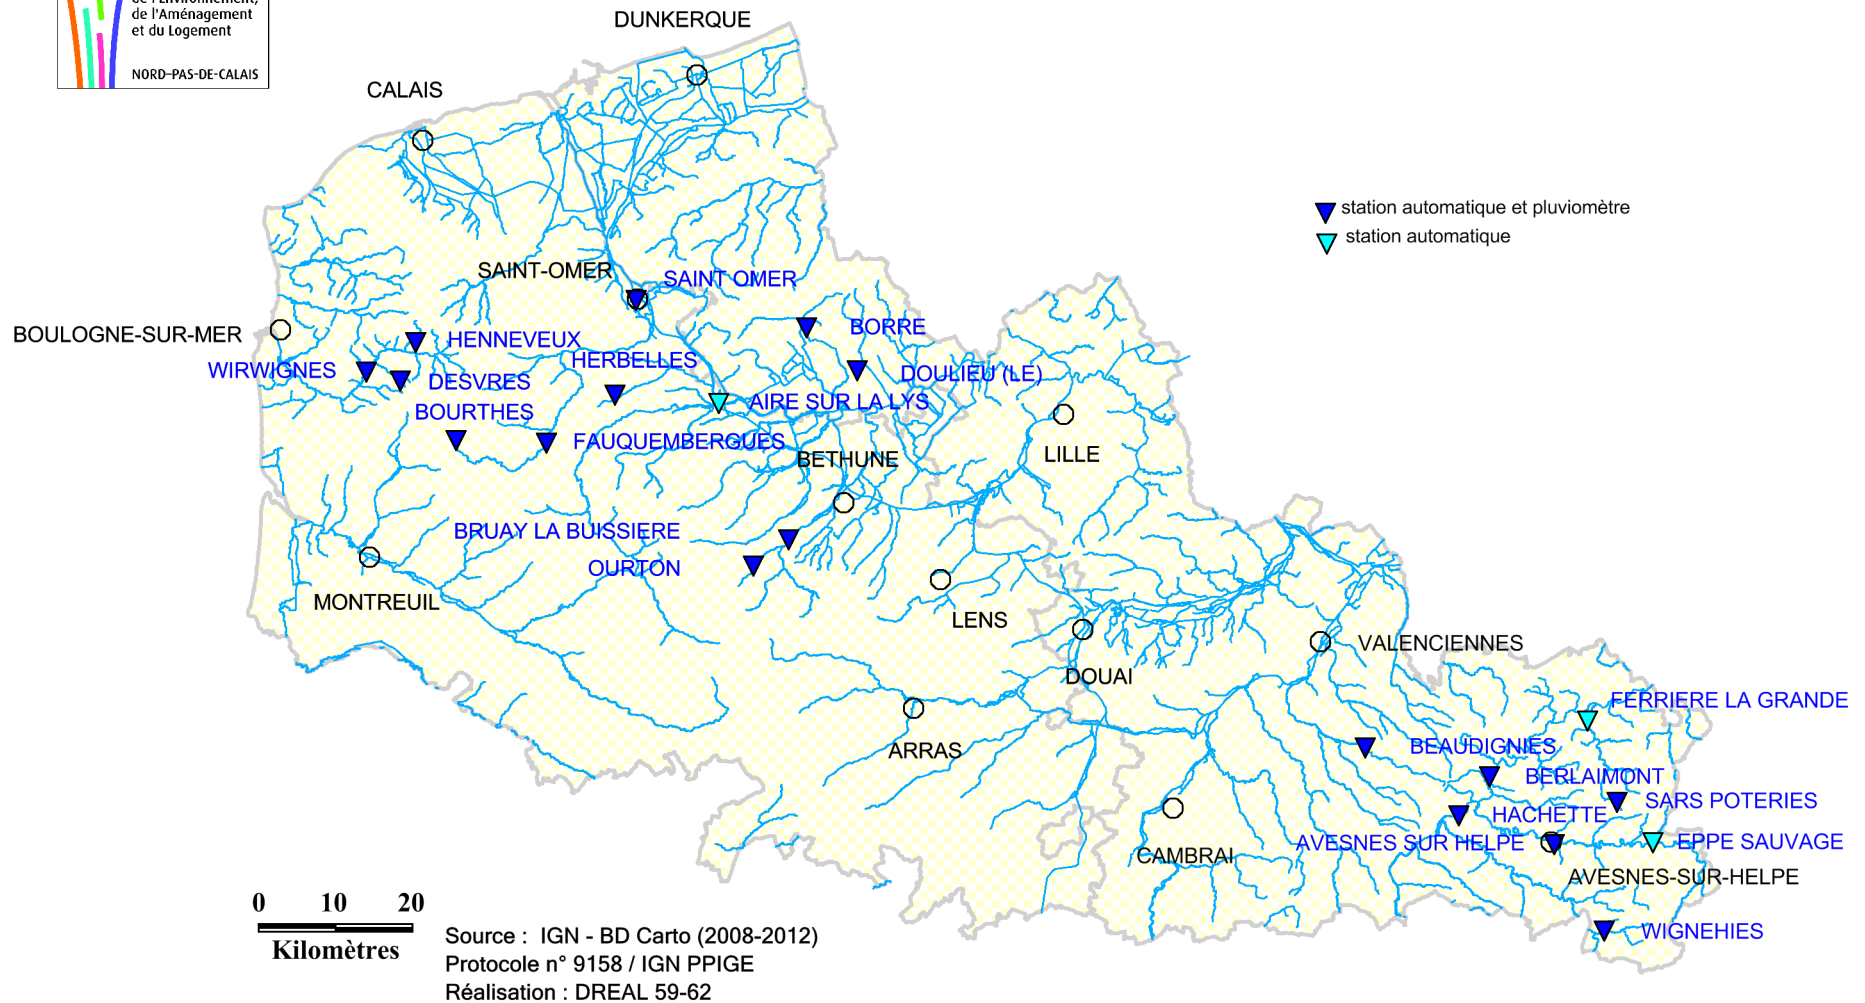 de l'Environnement,
de l'Aménagement
et du Logement
NORD-PAS-DE-CALAIS
DUNKERQUE
CALAIS
station automatique et pluviomètre
station automatique
SAINT-OMER
SAINT OMER
BOULOGNE-SUR-MER
BORRE
HENNEVEUX
HERBELLES
WIRWIGNES
DESVRES
DOULIEU (LE)
AIRE SUR LA LYS
BOURTHES
FAUQUEMBERGUES
BETHUNE
LILLE
BRUAY LA BUISSIERE
OURTON
MONTREUIL
LENS
VALENCIENNES
DOUAI
FERRIERE LA GRANDE
ARRAS
BEAUDIGNIES
BERLAIMONT
SARS POTERIES
HACHETTE
AVESNES SUR HELPE
EPPE SAUVAGE
CAMBRAI
AVESNES-SUR-HELPE
WIGNEHIES
0 10 20
Kilomètres
Source : IGN - BD Carto (2008-2012)
Protocole n° 9158 / IGN PPIGE
Réalisation : DREAL 59-62